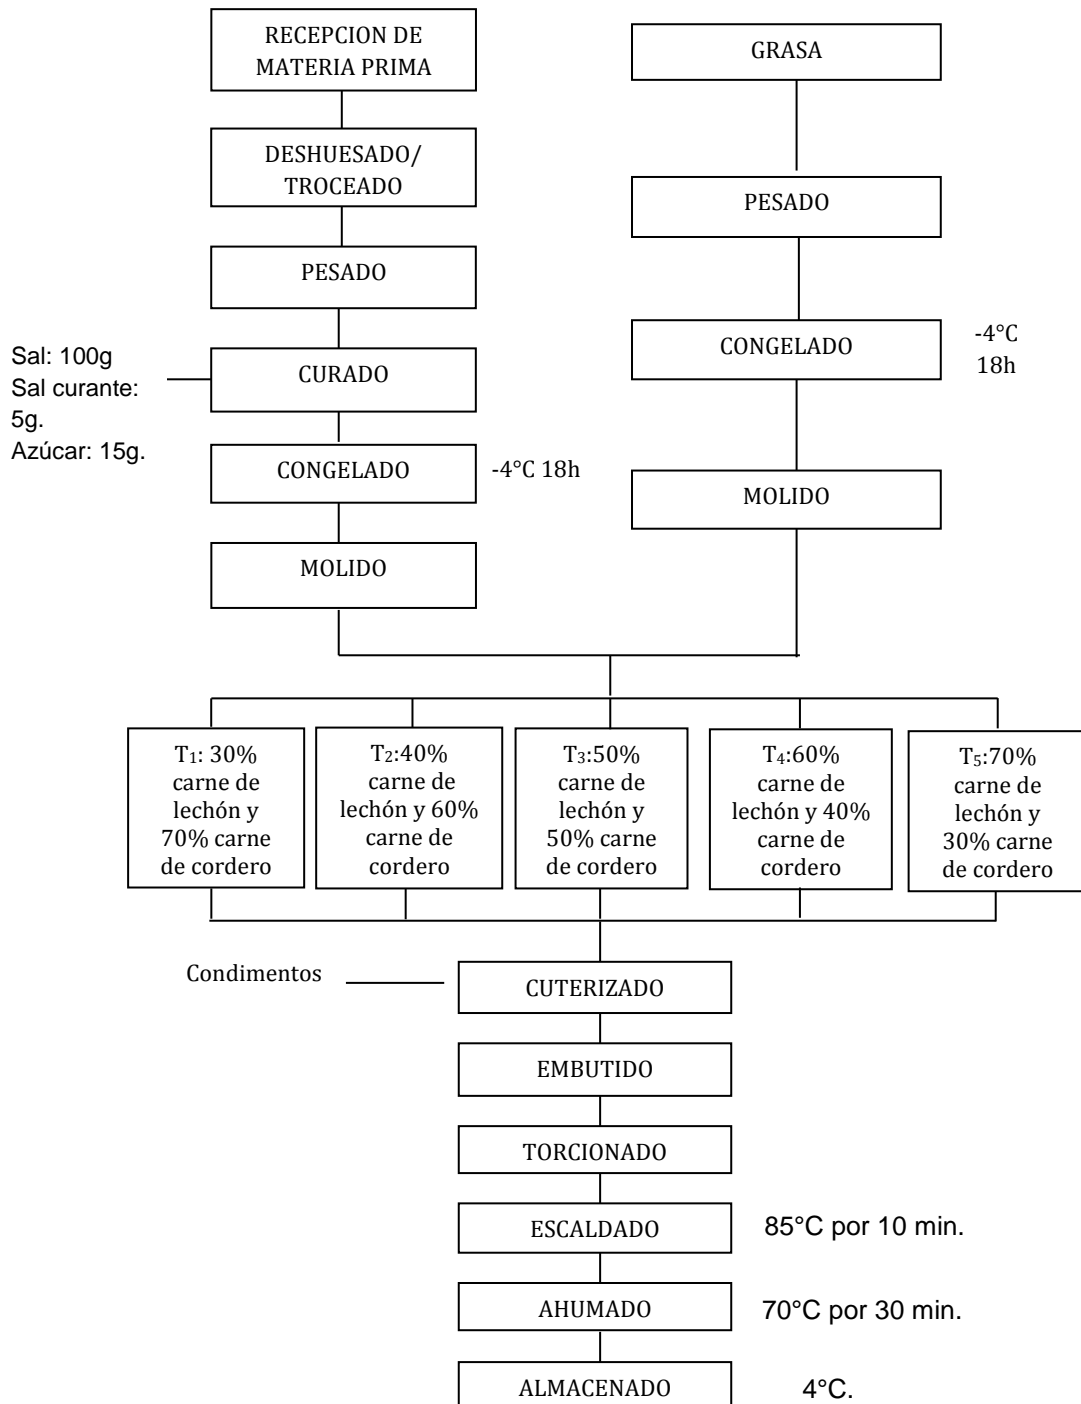 RECEPCION DE
MATERIA PRIMA
GRASA
DESHUESADO/
TROCEADO
PESADO
PESADO
Sal: 100g
Sal curante:
5g.
Azúcar: 15g.
CURADO
CONGELADO
-4°C
18h
CONGELADO
-4°C 18h
MOLIDO
MOLIDO
T1: 30%
carne de
lechón y
70% carne
de cordero
T2:40%
carne de
lechón y 60%
carne de
cordero
T3:50%
carne de
lechón y
50% carne
de cordero
T4:60%
carne de
lechón y 40%
carne de
cordero
T5:70%
carne de
lechón y
30% carne
de cordero
Condimentos
CUTERIZADO
EMBUTIDO
TORCIONADO
ESCALDADO
85°C por 10 min.
AHUMADO
70°C por 30 min.
ALMACENADO
4°C.